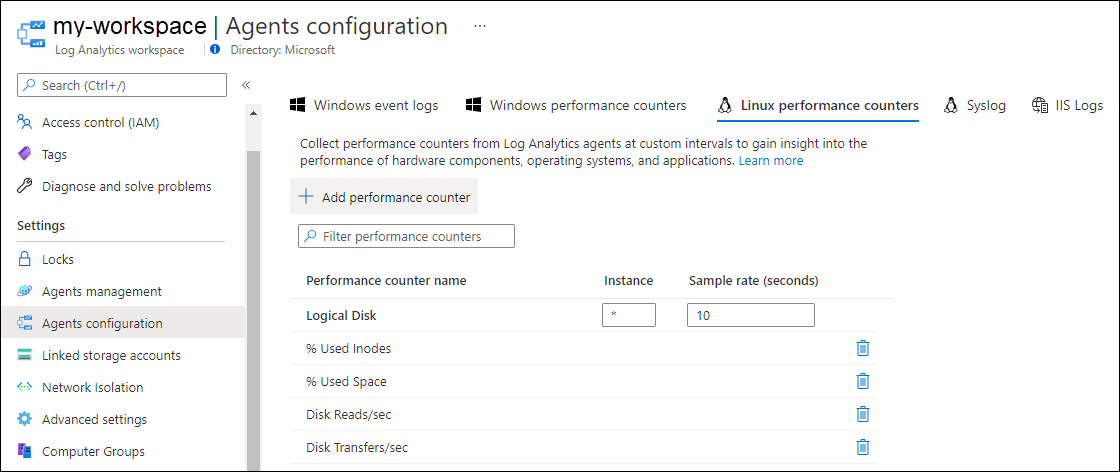 my-workspace | Agents configuration ...
Log Analytics workspace | Directory: Microsoft
Search (Ctrl+/) «
Access control (IAM)
Tags
Diagnose and solve problems
Settings
Locks
Agents management
Agents configuration
Linked storage accounts
Network Isolation
Advanced settings
Computer Groups
Windows event logs Windows performance counters Linux performance counters Syslog IIS Logs
Collect performance counters from Log Analytics agents at custom intervals to gain insight into the
performance of hardware components, operating systems, and applications. Learn more
+ Add performance counter
Filter performance counters
Performance counter name Instance Sample rate (seconds)
Logical Disk * 10
% Used Inodes
% Used Space
Disk Reads/sec
Disk Transfers/sec